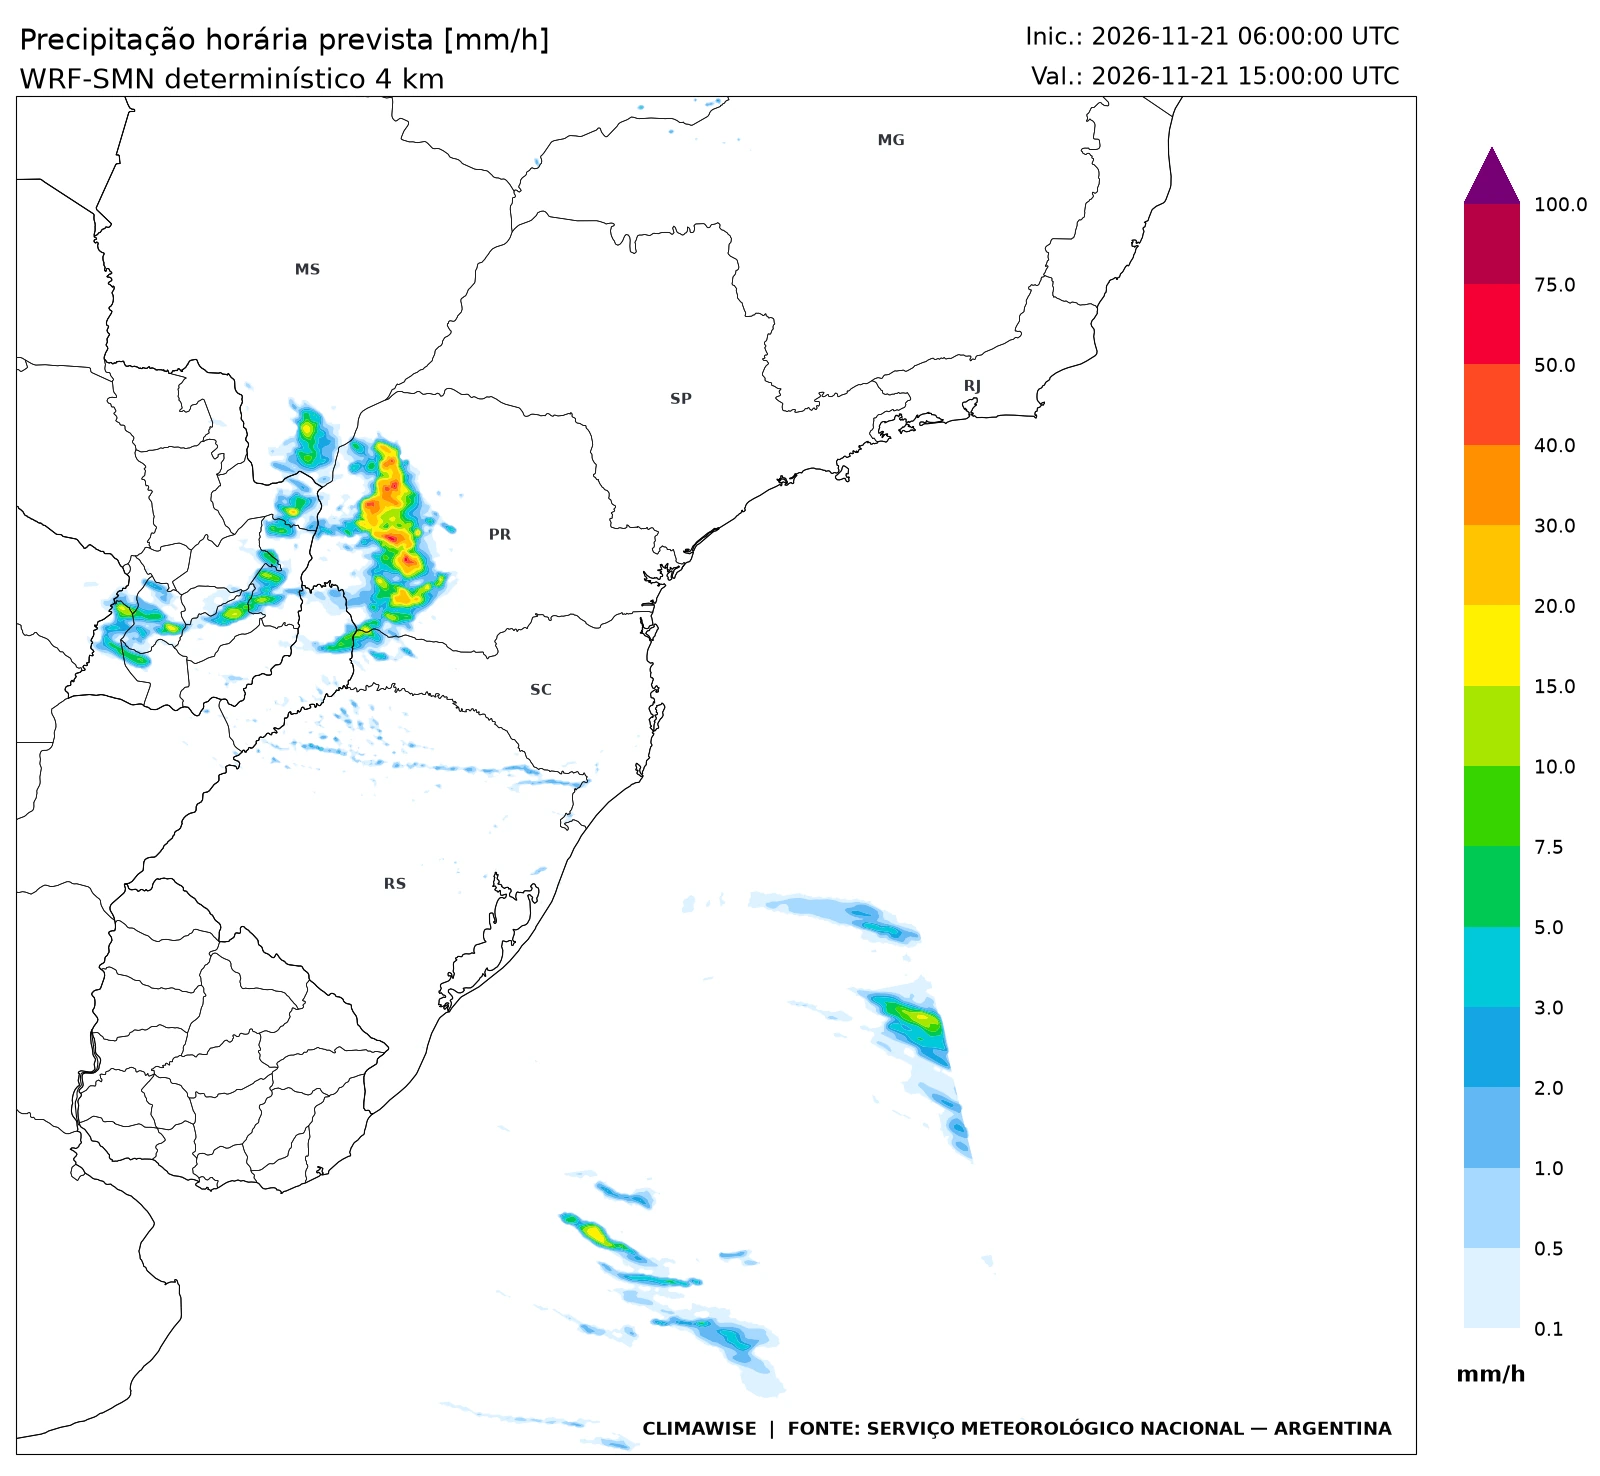 Precipitação horária prevista [mm/h]
WRF-SMN determinístico 4 km
Inic.: 2026-11-21 06:00:00 UTC
Val.: 2026-11-21 15:00:00 UTC
MG
MS
RJ
SP
PR
SC
RS
100.0
75.0
50.0
40.0
30.0
20.0
15.0
10.0
7.5
5.0
3.0
2.0
1.0
0.5
0.1
mm/h
CLIMAWISE | FONTE: SERVIÇO METEOROLÓGICO NACIONAL — ARGENTINA